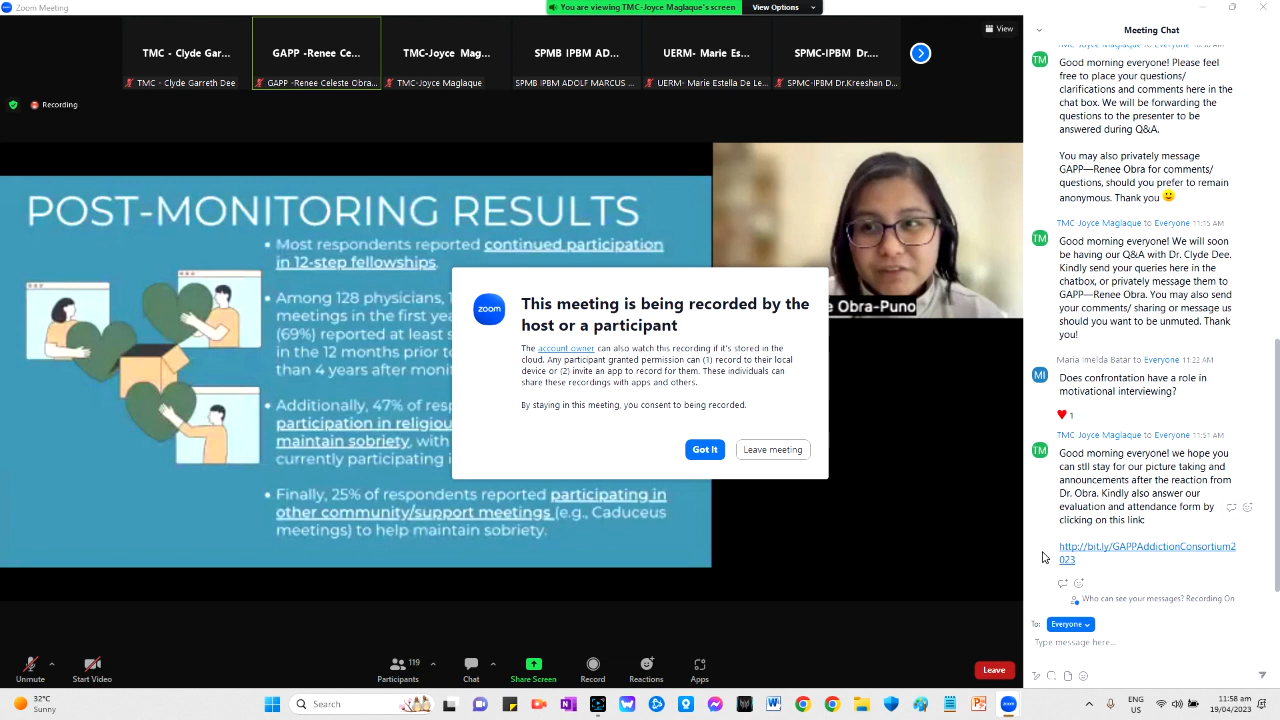 Zoom Meeting
You are viewing TMC-Joyce Maglaque's screen
View Options
View
TMC - Clyde Gar...
GAPP -Renee Ce...
TMC-Joyce Mag...
SPMB IPBM AD...
UERM- Marie Es...
SPMC-IPBM Dr....
TMC - Clyde Gareth Dee
GAPP -Renee Celeste Obra...
TMC-Joyce Maglaque
SPMB IPBM ADOLF MARCUS ...
UERM- Marie Estella De Le...
SPMC-IPBM Dr.Kreeshan D...
Recording
POST-MONITORING RESULTS
Most respondents reported continued participation
in 12-step fellowships.
Among 128 physicians,
meetings in the first year
(69%) reported at least
in the 12 months prior to
than 4 years after
Additionally, 47% of
participation in
maintain sobriety, with
currently participating
Finally, 25% of respondents reported participating in
other community/support meetings (e.g., Caduceus
meetings) to help maintain sobriety.
e Obra-Puno
zoom
This meeting is being recorded by the
host or a participant
The account owner can also watch this recording if it's stored in the
cloud. Any participant granted permission can (1) record to their local
device or (2) invite an app to record for them. These individuals can
share these recordings with apps and others.
By staying in this meeting, you consent to being recorded.
Got it
Leave meeting
Meeting Chat
TMC-Joyce Maglaque to Everyone
TM
Good morning everyone! Please feel
free to place your questions/
clarifications and comments here in the
chat box. We will be forwarding the
questions to the presenter to be
answered during Q&A.
You may also privately message
GAPP—Renee Obra for comments/
questions, should you prefer to remain
anonymous. Thank you 🙂
TMC-Joyce Maglaque to Everyone 11:15 AM
TM
Good morning everyone! We will soon
be having our Q&A with Dr. Clyde Dee.
Kindly send your queries here in the
chatbox, or privately message them to
GAPP—Renee Obra. You may also send
your comments/ sharing or message us
should you want to be unmuted. Thank
you!
Maria Imelda Batar to Everyone 11:22 AM
MI
Does confrontation have a role in
motivational interviewing?
❤ 1
TMC-Joyce Maglaque to Everyone 11:51 AM
TM
Good morning everyone! we hope you
can stll stay for our picture taking and
announcements after the reaction from
Dr. Obra. Kindly also answer our
evaluation and attendance form by
clicking on this link:
http://bit.ly/GAPPAddictionConsortium2
023
Who can see your messages? Recording On
To: Everyone
Type message here...
Unmute
Start Video
119
Participants
Chat
Share Screen
Record
Reactions
Apps
Leave
32°C
Sunny
Search
ENG
US
11:58 am
19/04/2023